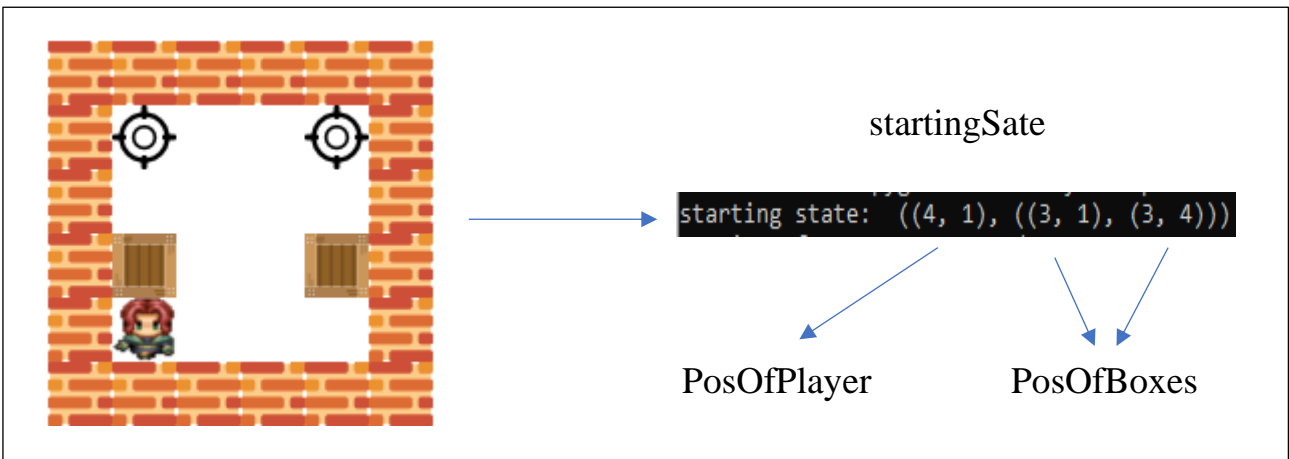 startingSate
starting state:  ((4, 1), ((3, 1), (3, 4)))
PosOfPlayer
PosOfBoxes